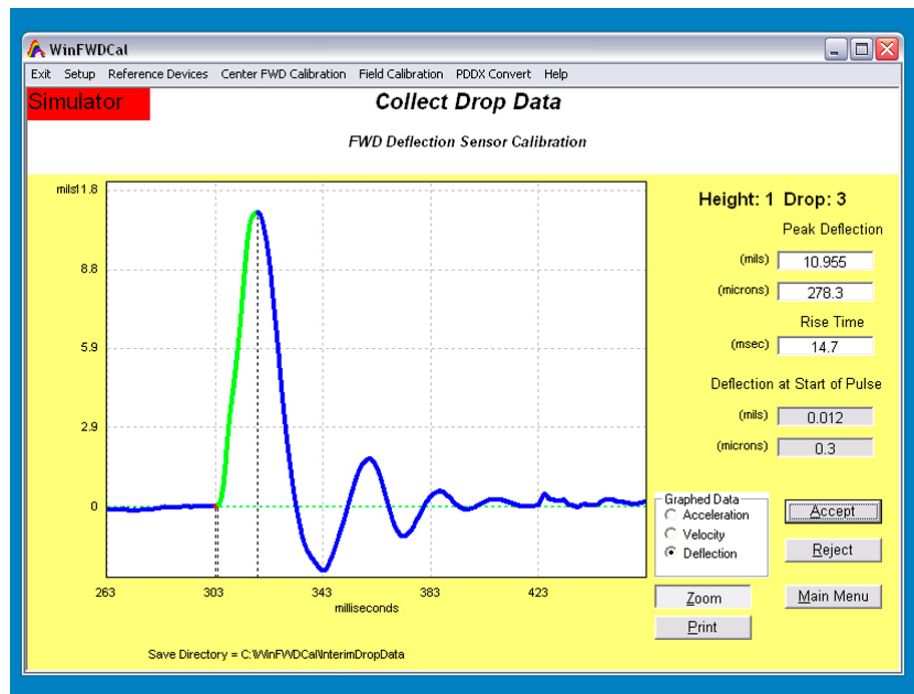 WinFWDCal
Exit Setup Reference Devices Center FWD Calibration Field Calibration PDDX Convert Help
Simulator
Collect Drop Data
FWD Deflection Sensor Calibration
mils11.8
8.8
5.9
2.9
0
263 303 343 383 423
milliseconds
Save Directory = C:\WinFWDCal\InterimDropData
Height: 1 Drop: 3
Peak Deflection
(mils) 10.955
(microns) 278.3
Rise Time
(msec) 14.7
Deflection at Start of Pulse
(mils) 0.012
(microns) 0.3
Graphed Data
Acceleration
Velocity
Deflection
Accept
Reject
Zoom
Main Menu
Print